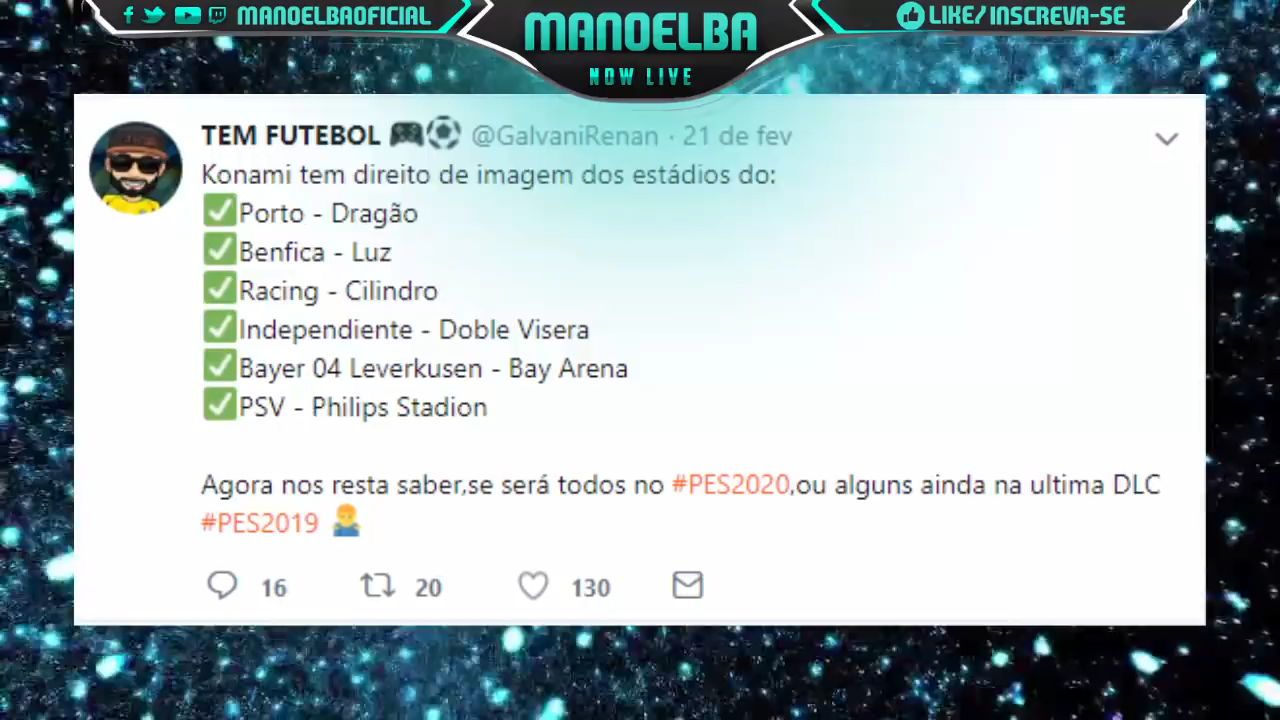 MANOELBAOFICIAL
MANOELBA
NOW LIVE
LIKE/INSCREVA-SE
TEM FUTEBOL 🎮⚽ @GalvaniRenan · 21 de fev
Konami tem direito de imagem dos estádios do:
✅Porto - Dragão
✅Benfica - Luz
✅Racing - Cilindro
✅Independiente - Doble Visera
✅Bayer 04 Leverkusen - Bay Arena
✅PSV - Philips Stadion
Agora nos resta saber,se será todos no #PES2020,ou alguns ainda na ultima DLC
#PES2019 🤷‍♂️
16 20 130